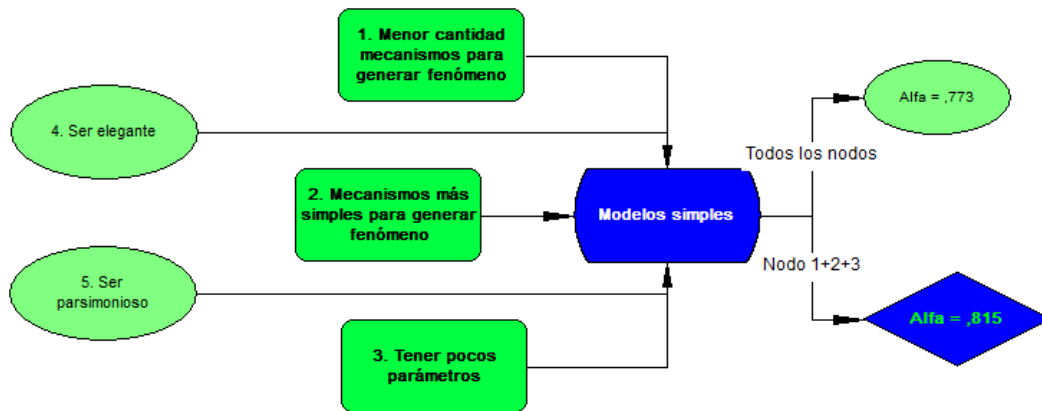 1. Menor cantidad
mecanismos para
generar fenómeno
Alfa = ,773
4. Ser elegante
Todos los nodos
2. Mecanismos más
simples para generar
fenómeno
Modelos simples
5. Ser
parsimonioso
Nodo 1+2+3
Alfa = ,815
3. Tener pocos
parámetros